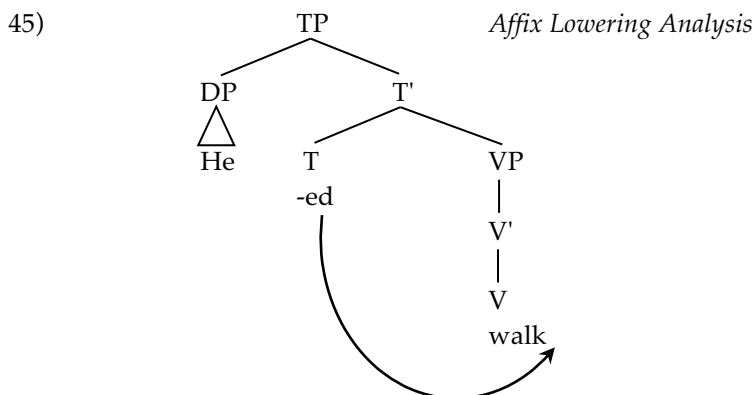 45) TP Affix Lowering Analysis
DP T'
He T VP
-ed
V'
V
walk